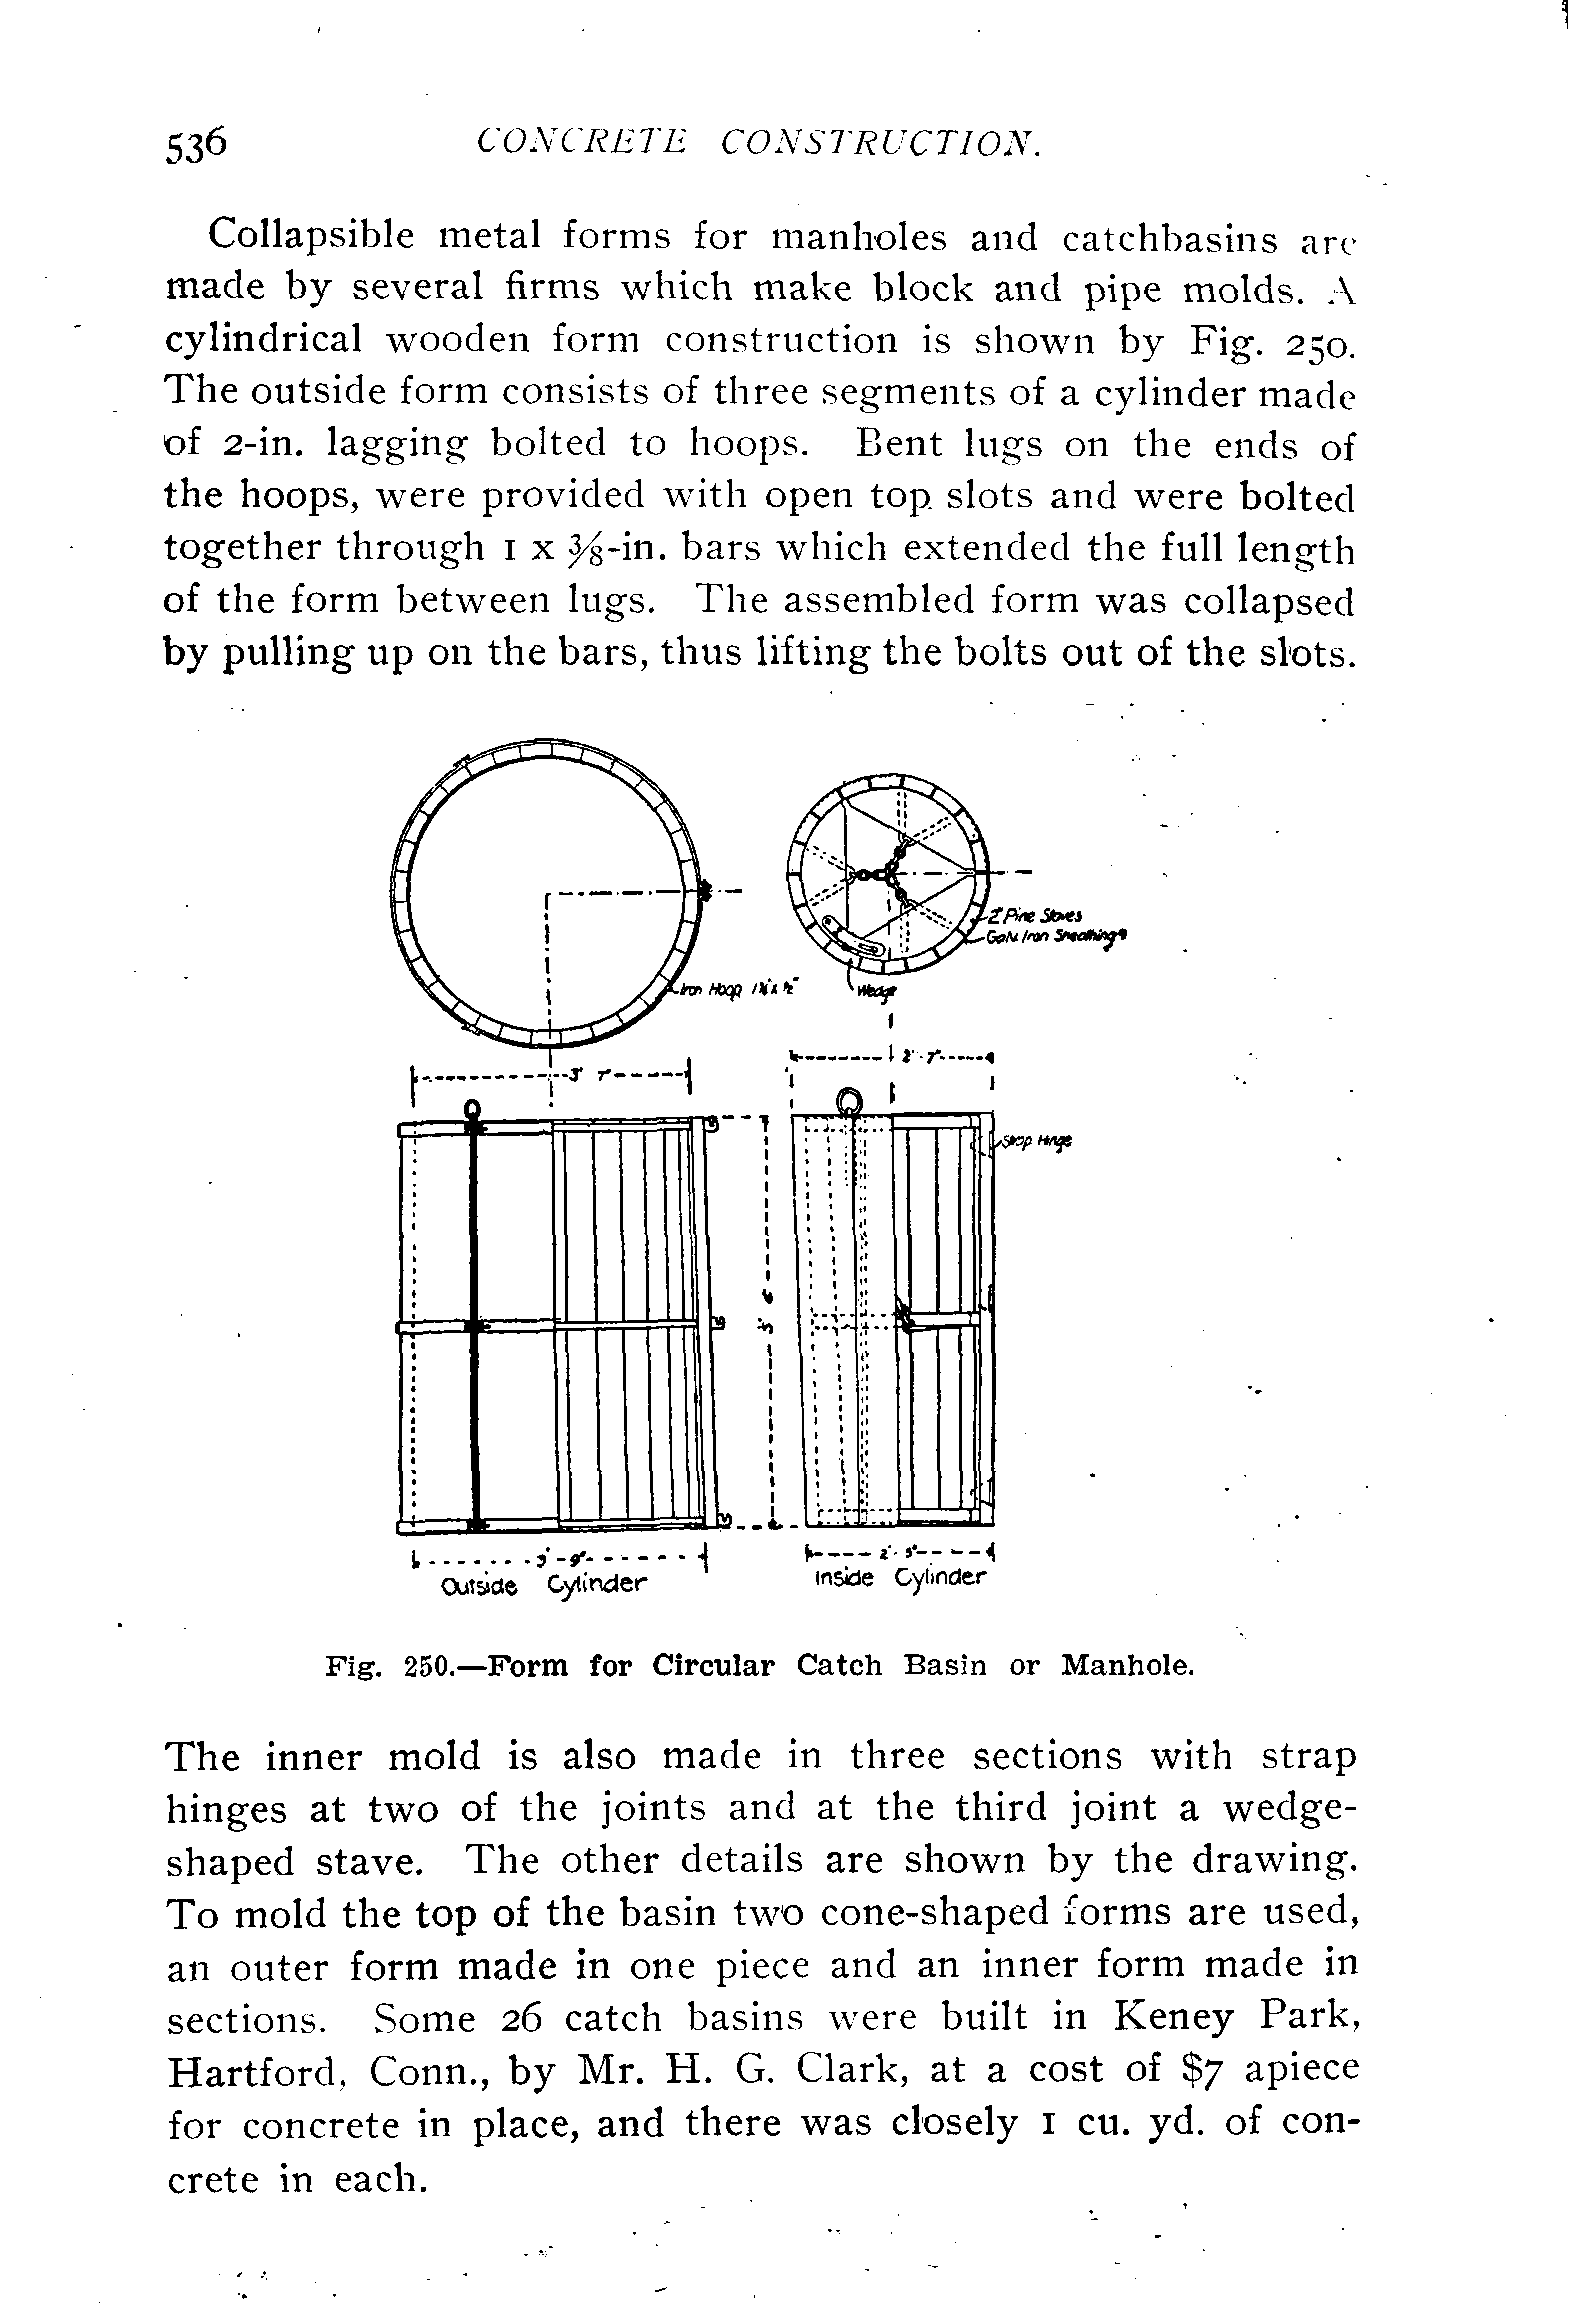 536
CONCRETE CONSTRUCTION.
Collapsible metal forms for manholes and catchbasins are
made by several firms which make block and pipe molds. A
cylindrical wooden form construction is shown by Fig. 250.
The outside form consists of three segments of a cylinder made
of 2-in. lagging bolted to hoops. Bent lugs on the ends of
the hoops, were provided with open top slots and were bolted
together through 1 x ⅜-in. bars which extended the full length
of the form between lugs. The assembled form was collapsed
by pulling up on the bars, thus lifting the bolts out of the slots.
2" Pine Staves
Galv. Iron Sheathing
Iron Hoop
Wedge
3' 7"
2'-7"
Strap Hinge
5' 6"
3'-9"
2'-5"
Outside Cylinder
Inside Cylinder
Fig. 250.—Form for Circular Catch Basin or Manhole.
The inner mold is also made in three sections with strap
hinges at two of the joints and at the third joint a wedge-
shaped stave. The other details are shown by the drawing.
To mold the top of the basin two cone-shaped forms are used,
an outer form made in one piece and an inner form made in
sections. Some 26 catch basins were built in Keney Park,
Hartford, Conn., by Mr. H. G. Clark, at a cost of $7 apiece
for concrete in place, and there was closely 1 cu. yd. of con-
crete in each.